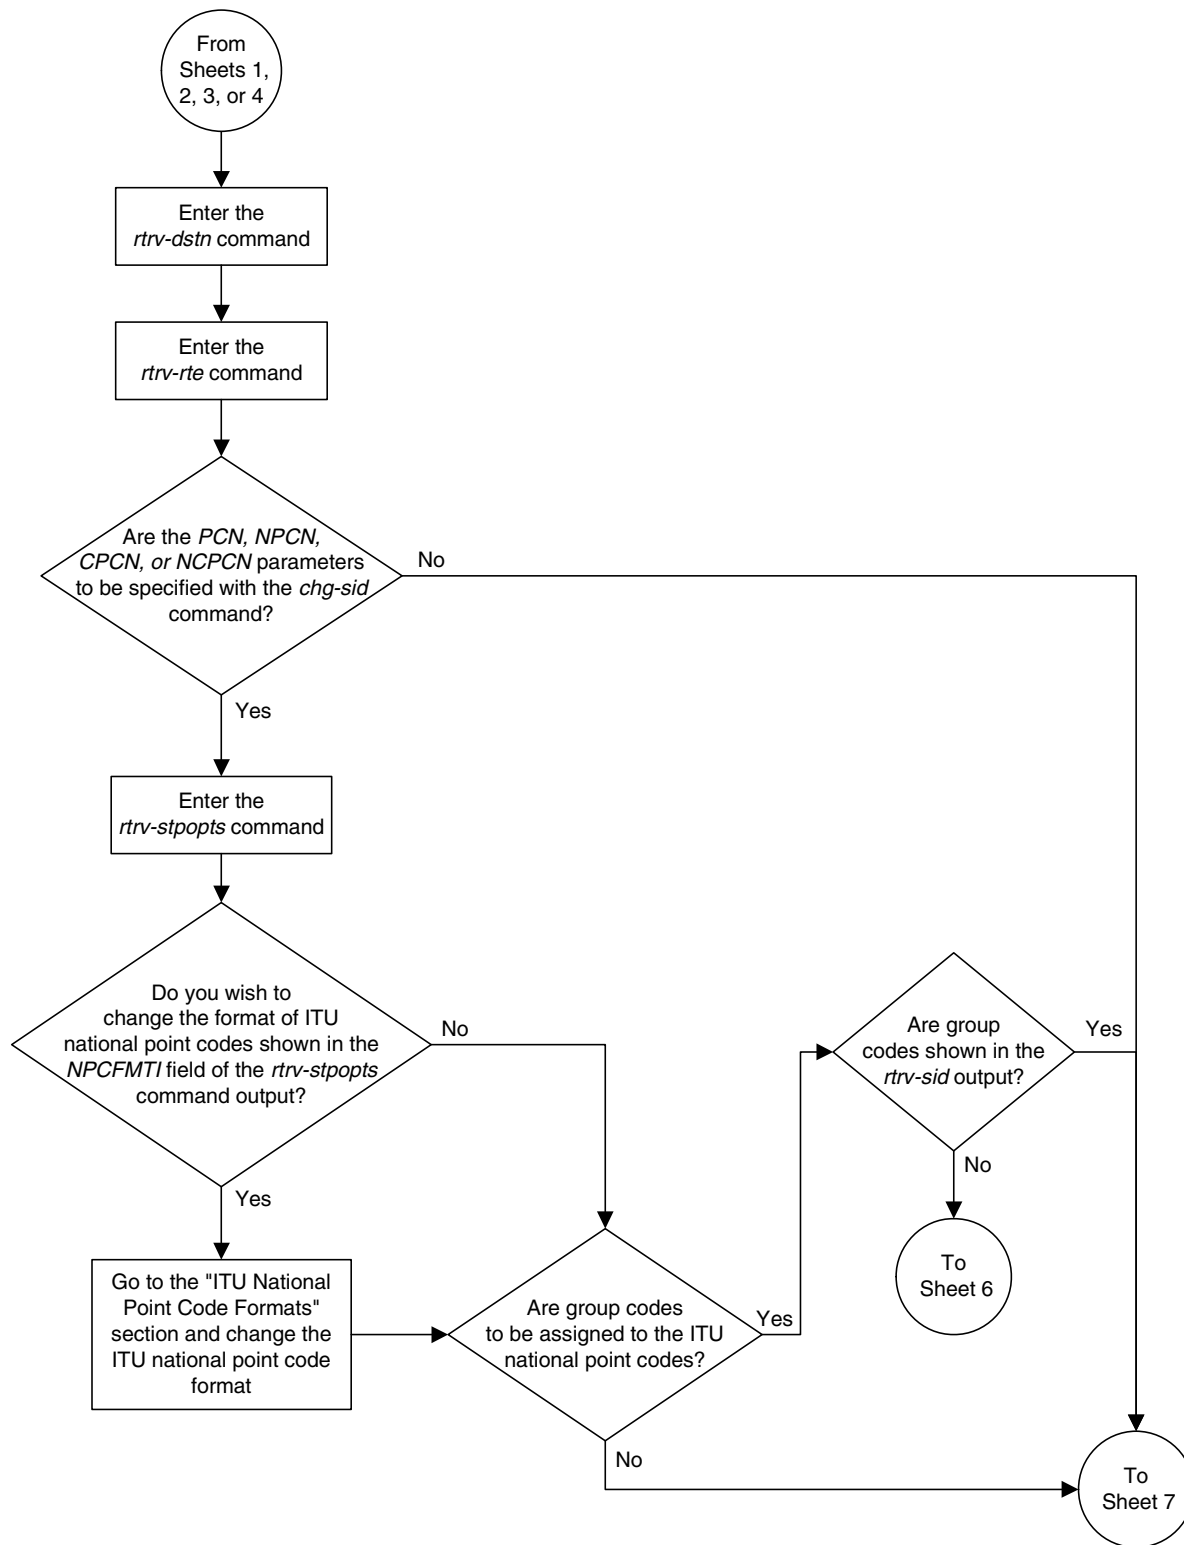 From
Sheets 1,
2, 3, or 4
Enter the
rtrv-dstn command
Enter the
rtrv-rte command
Are the PCN, NPCN,
CPCN, or NCPCN parameters
to be specified with the chg-sid
command?
No
Yes
Enter the
rtrv-stpopts command
Do you wish to
change the format of ITU
national point codes shown in the
NPCFMTI field of the rtrv-stpopts
command output?
No
Yes
Are group
codes shown in the
rtrv-sid output?
Yes
No
To
Sheet 6
Go to the "ITU National
Point Code Formats"
section and change the
ITU national point code
format
Are group codes
to be assigned to the ITU
national point codes?
Yes
No
To
Sheet 7